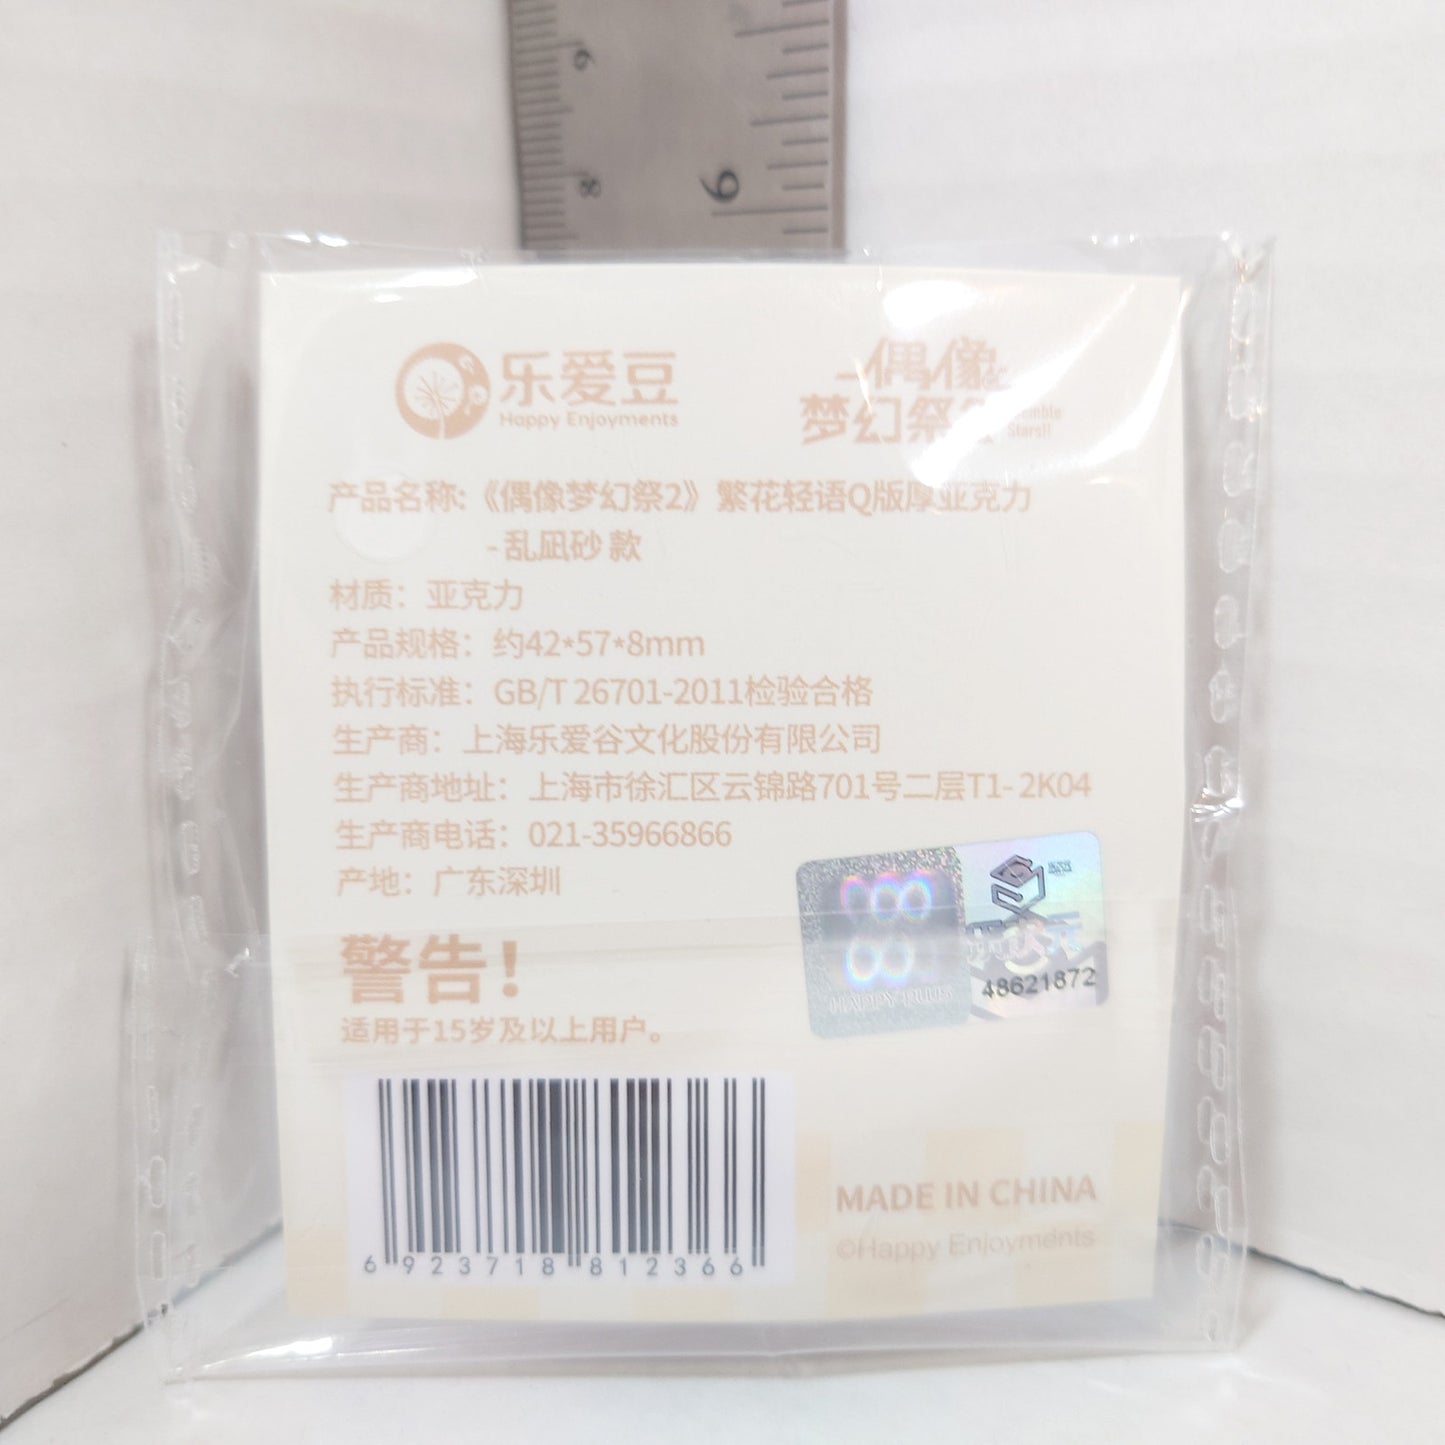 9
8
9
乐爱豆
Happy Enjoyments
偶像
梦幻祭2
Stars!!
产品名称:《偶像梦幻祭2》繁花轻语Q版厚亚克力
-乱凪砂 款
材质：亚克力
产品规格：约42*57*8mm
执行标准：GB/T 26701-2011检验合格
生产商：上海乐爱谷文化股份有限公司
生产商地址：上海市徐汇区云锦路701号二层T1-2K04
生产商电话：021-35966866
产地：广东深圳
警告！
适用于15岁及以上用户。
HAPPY PLUS
48621872
6 923718 812366
MADE IN CHINA
©Happy Enjoyments